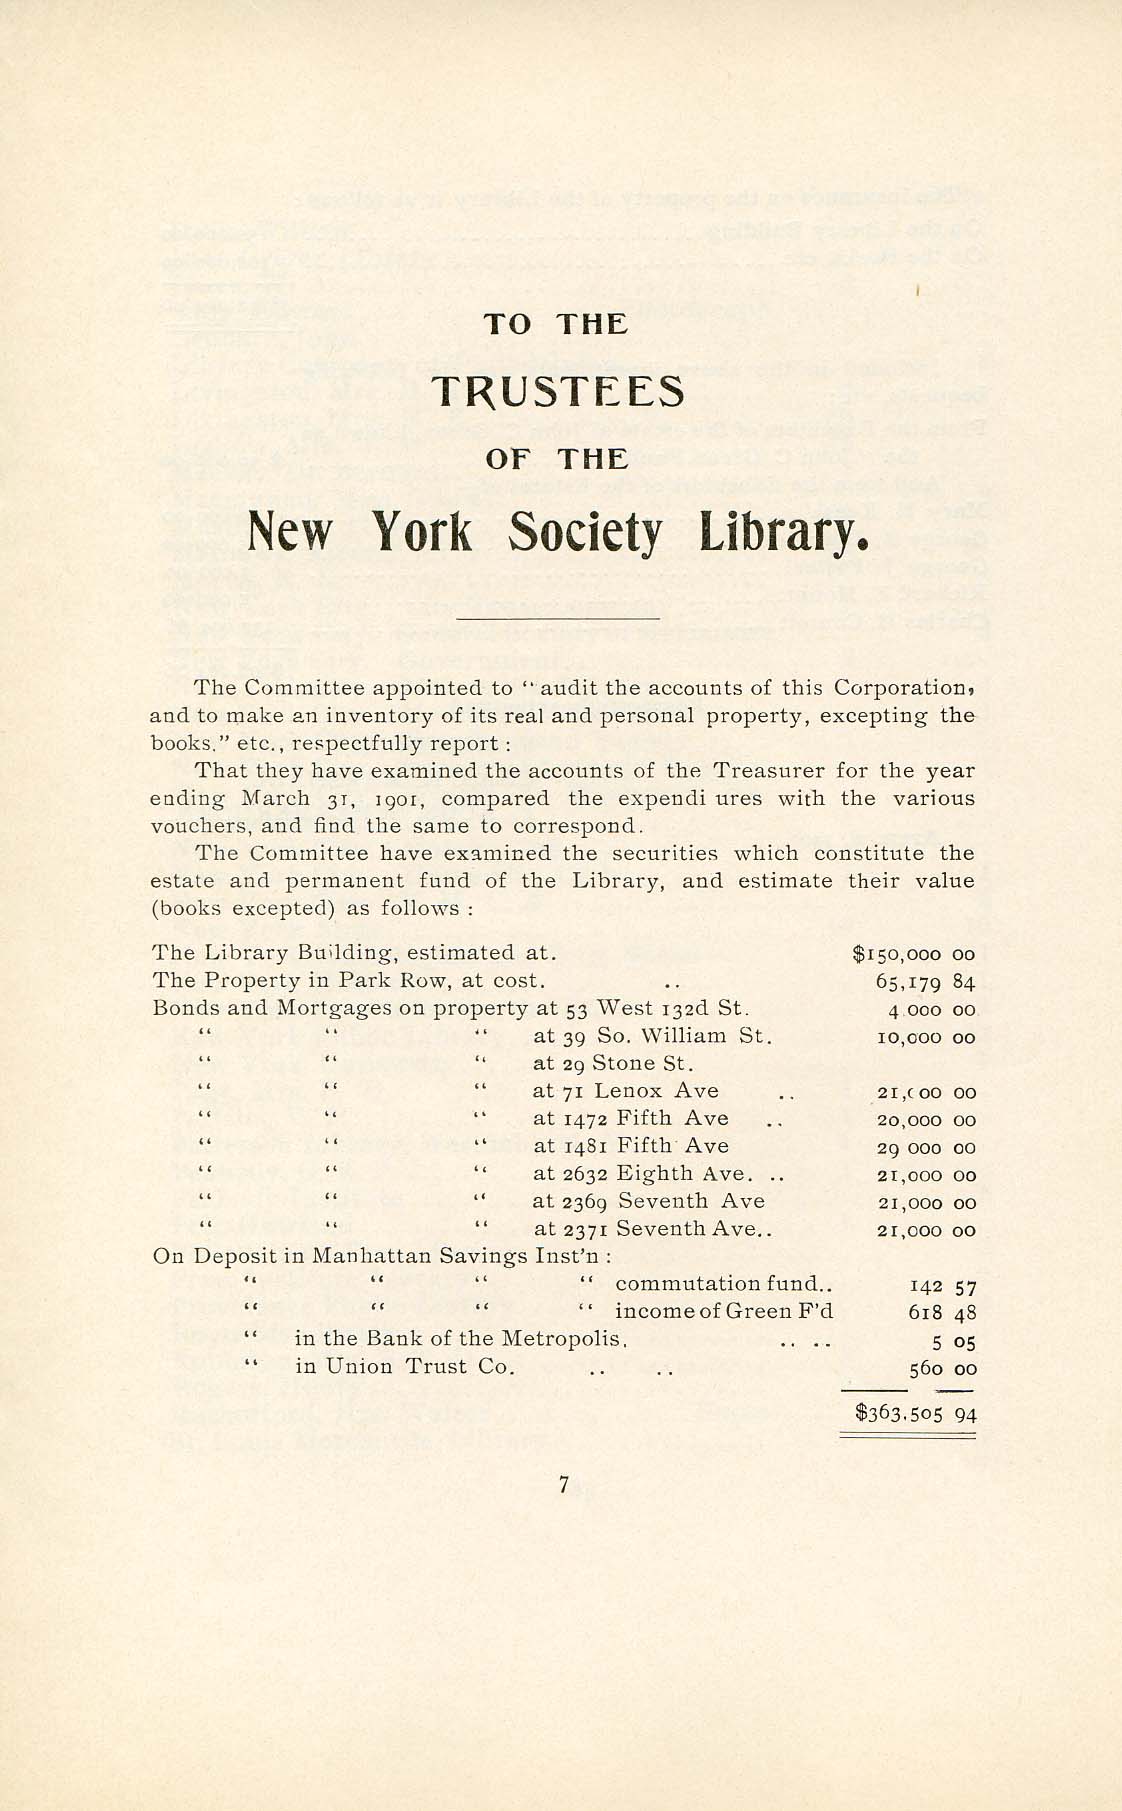 TO THE
TRUSTEES
OF THE
New York Society Library.
The Committee appointed to “audit the accounts of this Corporation,
and to make an inventory of its real and personal property, excepting the
books.” etc., respectfully report :
That they have examined the accounts of the Treasurer for the year
ending March 31, 1901, compared the expendi ures with the various
vouchers, and find the same to correspond.
The Committee have examined the securities which constitute the
estate and permanent fund of the Library, and estimate their value
(books excepted) as follows :
The Library Building, estimated at. $150,000 00
The Property in Park Row, at cost. .. 65,179 84
Bonds and Mortgages on property at 53 West 132d St. 4 000 00
“ “ “ at 39 So. William St. 10,000 00
“ “ “ at 29 Stone St.
“ “ “ at 71 Lenox Ave .. 21,000 00
“ “ “ at 1472 Fifth Ave .. 20,000 00
“ “ “ at 1481 Fifth Ave 29 000 00
“ “ “ at 2632 Eighth Ave. .. 21,000 00
“ “ “ at 2369 Seventh Ave 21,000 00
“ “ “ at 2371 Seventh Ave.. 21,000 00
On Deposit in Manhattan Savings Inst’n :
“ “ “ “ commutation fund.. 142 57
“ “ “ “ income of Green F’d 618 48
“ in the Bank of the Metropolis. .. .. 5 05
“ in Union Trust Co. .. .. 560 00
$363.505 94
7